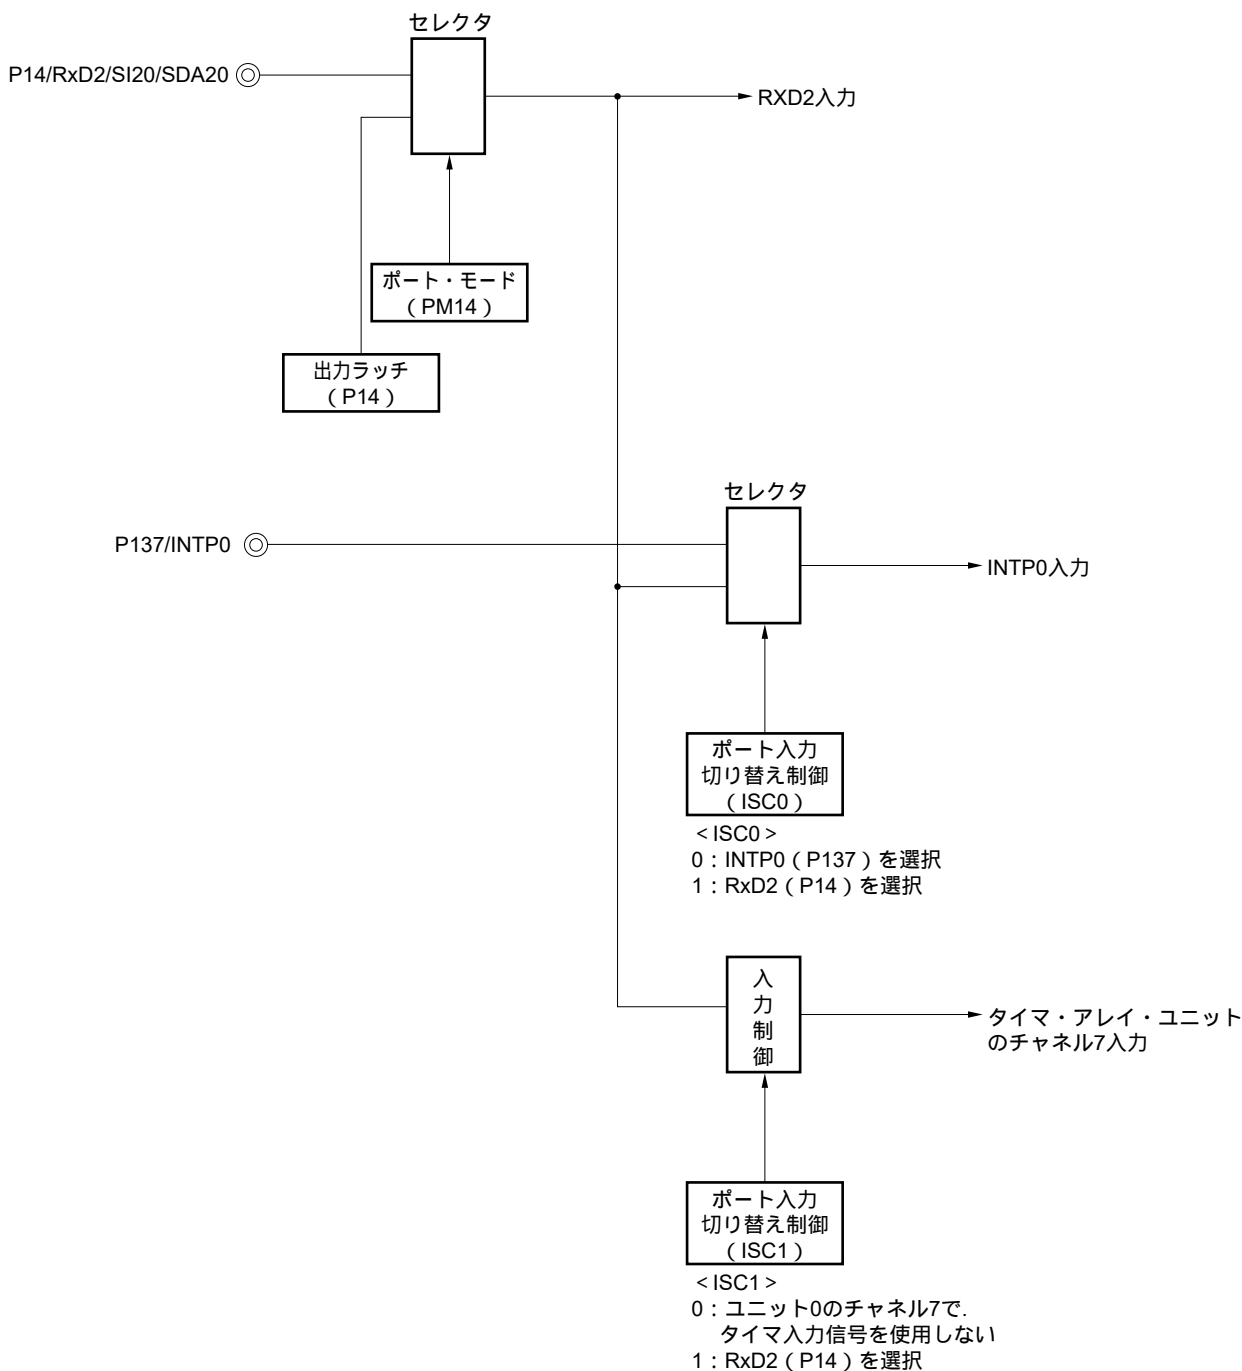 セレクタ
P14/RxD2/SI20/SDA20
RXD2入力
ポート・モード
（PM14）
出力ラッチ
（P14）
セレクタ
P137/INTP0
INTP0入力
ポート入力
切り替え制御
（ISC0）
＜ISC0＞
0：INTP0（P137）を選択
1：RxD2（P14）を選択
入力制御
タイマ・アレイ・ユニット
のチャネル7入力
ポート入力
切り替え制御
（ISC1）
＜ISC1＞
0：ユニット0のチャネル7で.
タイマ入力信号を使用しない
1：RxD2（P14）を選択